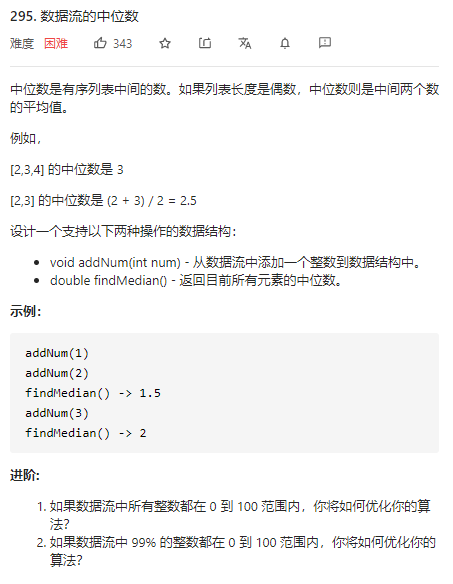 295. 数据流的中位数
难度 困难 343
中位数是有序列表中间的数。如果列表长度是偶数，中位数则是中间两个数
的平均值。
例如，
[2,3,4] 的中位数是 3
[2,3] 的中位数是 (2 + 3) / 2 = 2.5
设计一个支持以下两种操作的数据结构：
• void addNum(int num) - 从数据流中添加一个整数到数据结构中。
• double findMedian() - 返回目前所有元素的中位数。
示例：
addNum(1)
addNum(2)
findMedian() -> 1.5
addNum(3)
findMedian() -> 2
进阶:
1. 如果数据流中所有整数都在 0 到 100 范围内，你将如何优化你的算
法？
2. 如果数据流中 99% 的整数都在 0 到 100 范围内，你将如何优化你的
算法？